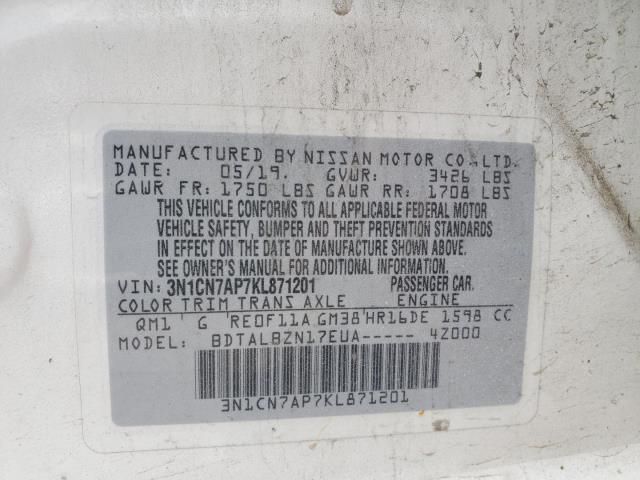 MANUFACTURED BY NISSAN MOTOR CO.,LTD.
DATE: 05/19. GVWR: 3426 LBS
GAWR FR: 1750 LBS GAWR RR: 1708 LBS
THIS VEHICLE CONFORMS TO ALL APPLICABLE FEDERAL MOTOR
VEHICLE SAFETY, BUMPER AND THEFT PREVENTION STANDARDS
IN EFFECT ON THE DATE OF MANUFACTURE SHOWN ABOVE.
SEE OWNER'S MANUAL FOR ADDITIONAL INFORMATION.
VIN: 3N1CN7AP7KL871201 PASSENGER CAR.
COLOR TRIM TRANS AXLE ENGINE
QM1 G RE0F11A GM38 HR16DE 1598 CC
MODEL: BDTALBZN17EUA----- 4Z000
3N1CN7AP7KL871201